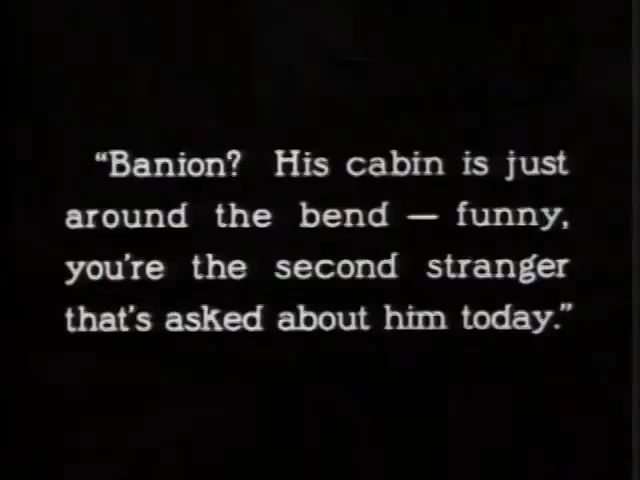 “Banion? His cabin is just
around the bend — funny,
you're the second stranger
that's asked about him today.”